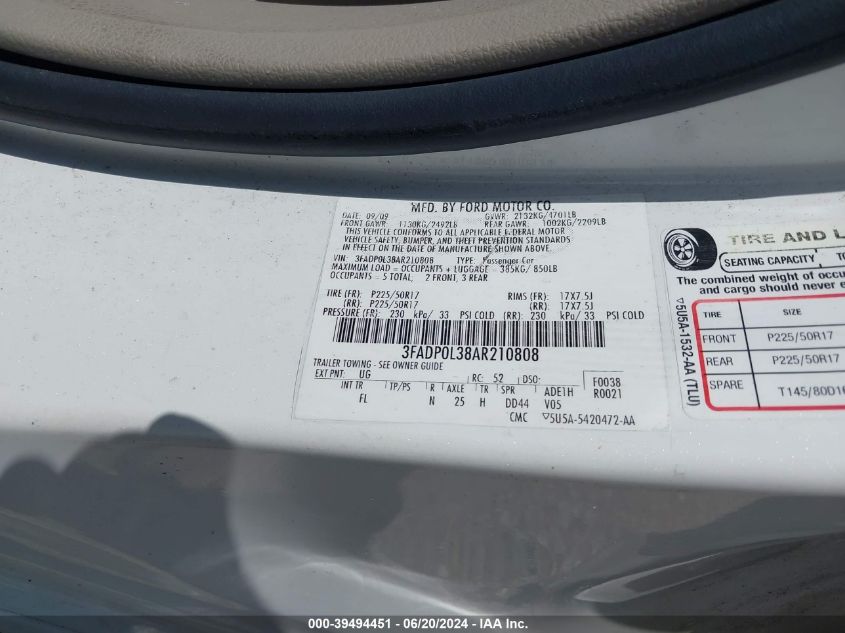 MFD. BY FORD MOTOR CO.
DATE: 09/09 GVWR: 2132KG/4701LB
FRONT GAWR: 1130KG/2492LB REAR GAWR: 1002KG/2209LB
THIS VEHICLE CONFORMS TO ALL APPLICABLE FEDERAL MOTOR
VEHICLE SAFETY, BUMPER, AND THEFT PREVENTION STANDARDS
IN EFFECT ON THE DATE OF MANUFACTURE SHOWN ABOVE.
VIN: 3FADP0L38AR210808 TYPE: Passenger Car
MAXIMUM LOAD = OCCUPANTS + LUGGAGE = 385KG/ 850LB
OCCUPANTS = 5 TOTAL, 2 FRONT, 3 REAR
TIRE (FR): P225/50R17 RIMS (FR): 17X7.5J
(RR): P225/50R17 (RR): 17X7.5J
PRESSURE (FR): 230 kPa/ 33 PSI COLD (RR): 230 kPa/ 33 PSI COLD
3FADP0L38AR210808
TRAILER TOWING - SEE OWNER GUIDE
EXT PNT: UG RC: 52 DSO: F0038
INT TR TP/PS R AXLE TR SPR ADE1H R0021
FL N 25 H DD44 V05
CMC ▽5U5A-5420472-AA
TIRE AND L
SEATING CAPACITY TO
The combined weight of occu
and cargo should never e
TIRE SIZE
FRONT P225/50R17
REAR P225/50R17
SPARE T145/80D16
▽5U5A-1532-AA (TLU)
000-39494451 - 06/20/2024 - IAA Inc.